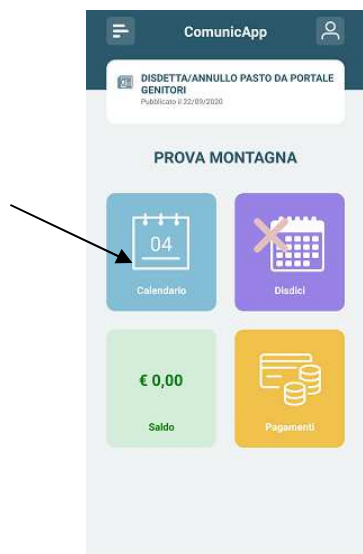 ComunicApp
DISDETTA/ANNULLO PASTO DA PORTALE
GENITORI
Pubblicato il 22/09/2020
PROVA MONTAGNA
04
Calendario
Disdici
€ 0,00
Saldo
Pagamenti